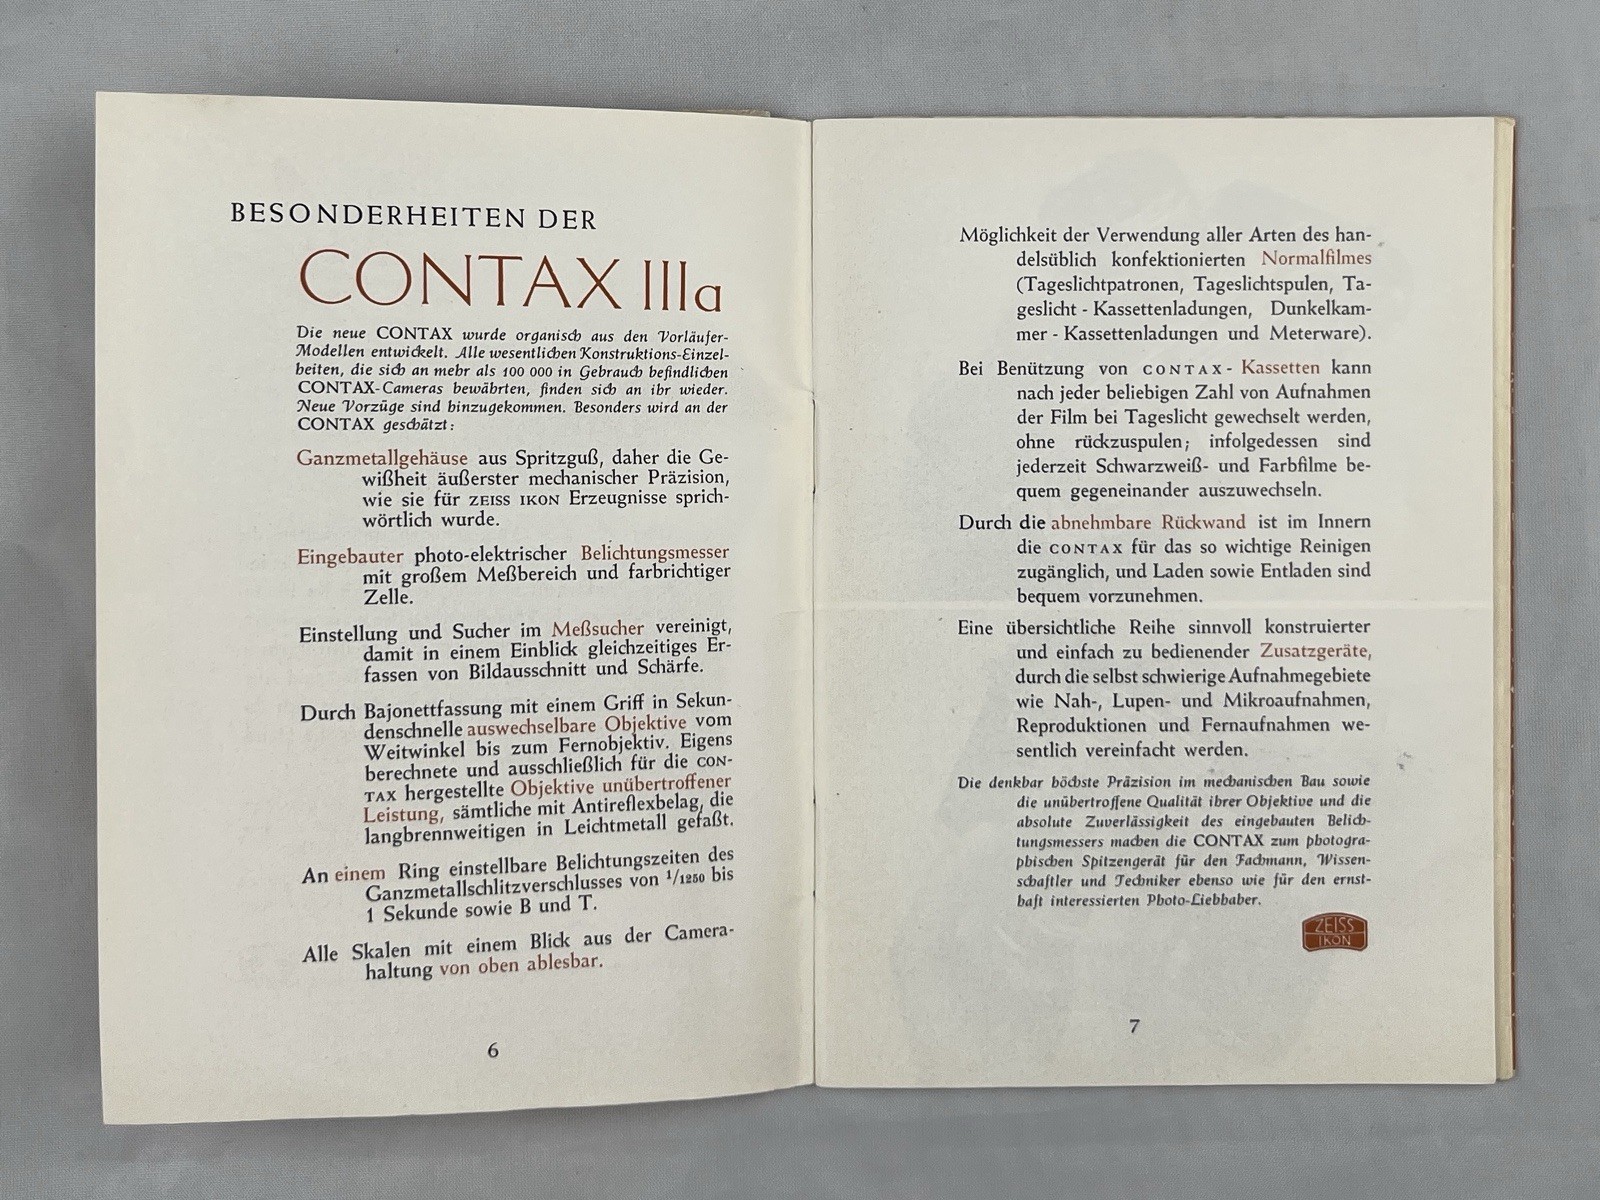 BESONDERHEITEN DER
CONTAX IIIa
Die neue CONTAX wurde organisch aus den Vorläufer-
Modellen entwickelt. Alle wesentlichen Konstruktions-Einzel-
heiten, die sich an mehr als 100 000 in Gebrauch befindlichen
CONTAX-Cameras bewährten, finden sich an ihr wieder.
Neue Vorzüge sind hinzugekommen. Besonders wird an der
CONTAX geschätzt:
Ganzmetallgehäuse aus Spritzguß, daher die Ge-
wißheit äußerster mechanischer Präzision,
wie sie für ZEISS IKON Erzeugnisse sprich-
wörtlich wurde.
Eingebauter photo-elektrischer Belichtungsmesser
mit großem Meßbereich und farbrichtiger
Zelle.
Einstellung und Sucher im Meßsucher vereinigt,
damit in einem Einblick gleichzeitiges Er-
fassen von Bildausschnitt und Schärfe.
Durch Bajonettfassung mit einem Griff in Sekun-
denschnelle auswechselbare Objektive vom
Weitwinkel bis zum Fernobjektiv. Eigens
berechnete und ausschließlich für die CON-
TAX hergestellte Objektive unübertroffener
Leistung, sämtliche mit Antireflexbelag, die
langbrennweitigen in Leichtmetall gefaßt.
An einem Ring einstellbare Belichtungszeiten des
Ganzmetallschlitzverschlusses von 1/1250 bis
1 Sekunde sowie B und T.
Alle Skalen mit einem Blick aus der Camera-
haltung von oben ablesbar.
6
Möglichkeit der Verwendung aller Arten des han-
delsüblich konfektionierten Normalfilmes
(Tageslichtpatronen, Tageslichtspulen, Ta-
geslicht - Kassettenladungen, Dunkelkam-
mer - Kassettenladungen und Meterware).
Bei Benützung von CONTAX- Kassetten kann
nach jeder beliebigen Zahl von Aufnahmen
der Film bei Tageslicht gewechselt werden,
ohne rückzuspulen; infolgedessen sind
jederzeit Schwarzweiß- und Farbfilme be-
quem gegeneinander auszuwechseln.
Durch die abnehmbare Rückwand ist im Innern
die CONTAX für das so wichtige Reinigen
zugänglich, und Laden sowie Entladen sind
bequem vorzunehmen.
Eine übersichtliche Reihe sinnvoll konstruierter
und einfach zu bedienender Zusatzgeräte,
durch die selbst schwierige Aufnahmegebiete
wie Nah-, Lupen- und Mikroaufnahmen,
Reproduktionen und Fernaufnahmen we-
sentlich vereinfacht werden.
Die denkbar höchste Präzision im mechanischen Bau sowie
die unübertroffene Qualität ihrer Objektive und die
absolute Zuverlässigkeit des eingebauten Belich-
tungsmessers machen die CONTAX zum photogra-
phischen Spitzengerät für den Fachmann, Wissen-
schaftler und Techniker ebenso wie für den ernst-
haft interessierten Photo-Liebhaber.
ZEISS
IKON
7